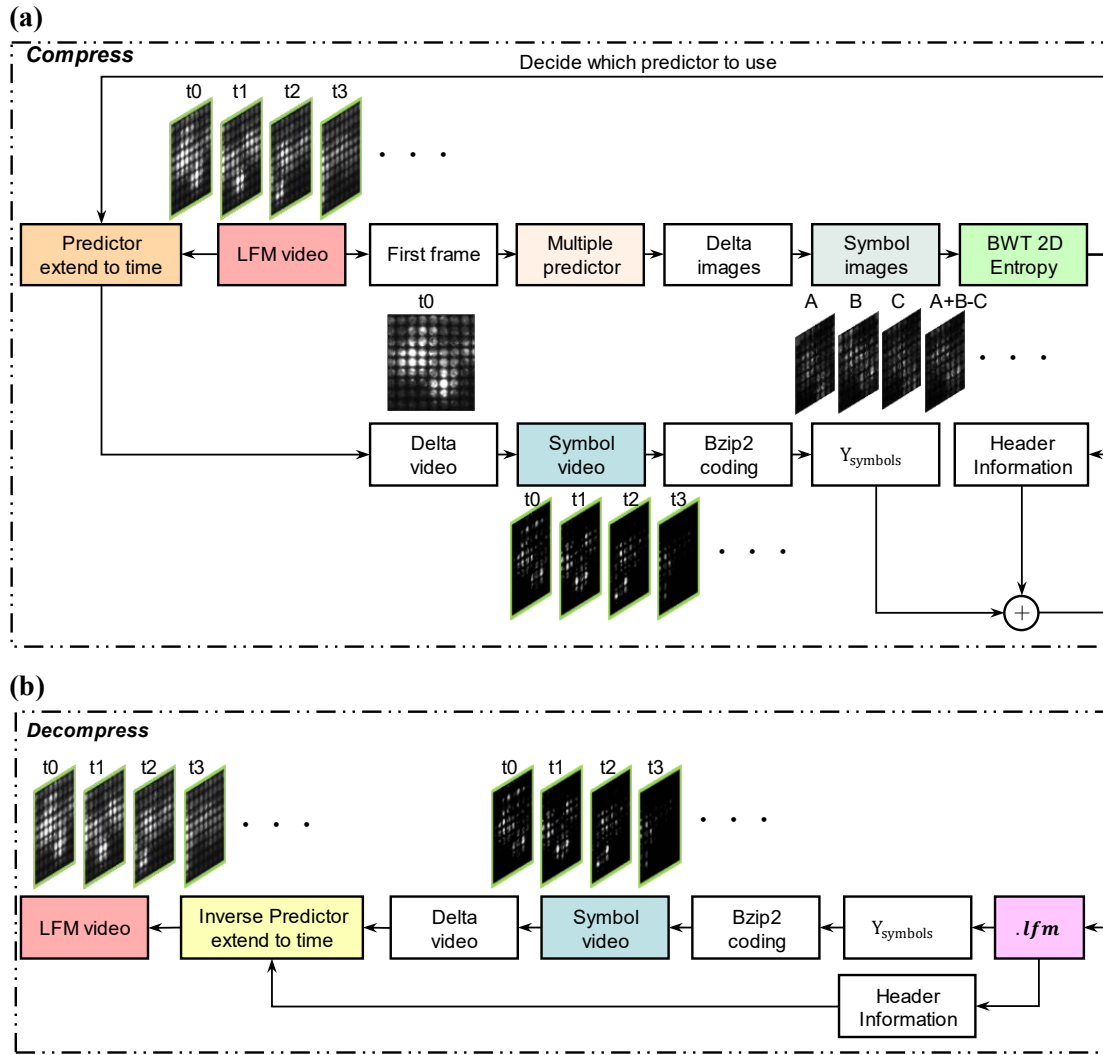 (a)
Compress
Decide which predictor to use
t0 t1 t2 t3
. . .
Predictor
extend to time
LFM video
First frame
Multiple
predictor
Delta
images
Symbol
images
BWT 2D
Entropy
t0
A B C A+B-C
. . .
Delta
video
Symbol
video
Bzip2
coding
Ysymbols
Header
Information
t0 t1 t2 t3
. . .
+
(b)
Decompress
t0 t1 t2 t3
. . .
t0 t1 t2 t3
. . .
LFM video
Inverse Predictor
extend to time
Delta
video
Symbol
video
Bzip2
coding
Ysymbols
.lfm
Header
Information